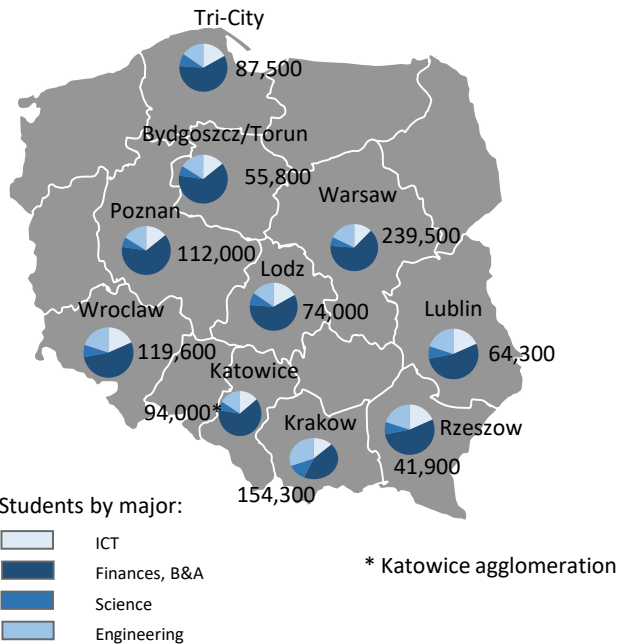 Tri-City
87,500
Bydgoszcz/Torun
55,800
Warsaw
239,500
Poznan
112,000
Lodz
74,000
Wroclaw
119,600
Lublin
64,300
Katowice
94,000*
Krakow
154,300
Rzeszow
41,900
Students by major:
ICT
Finances, B&A
Science
Engineering
* Katowice agglomeration